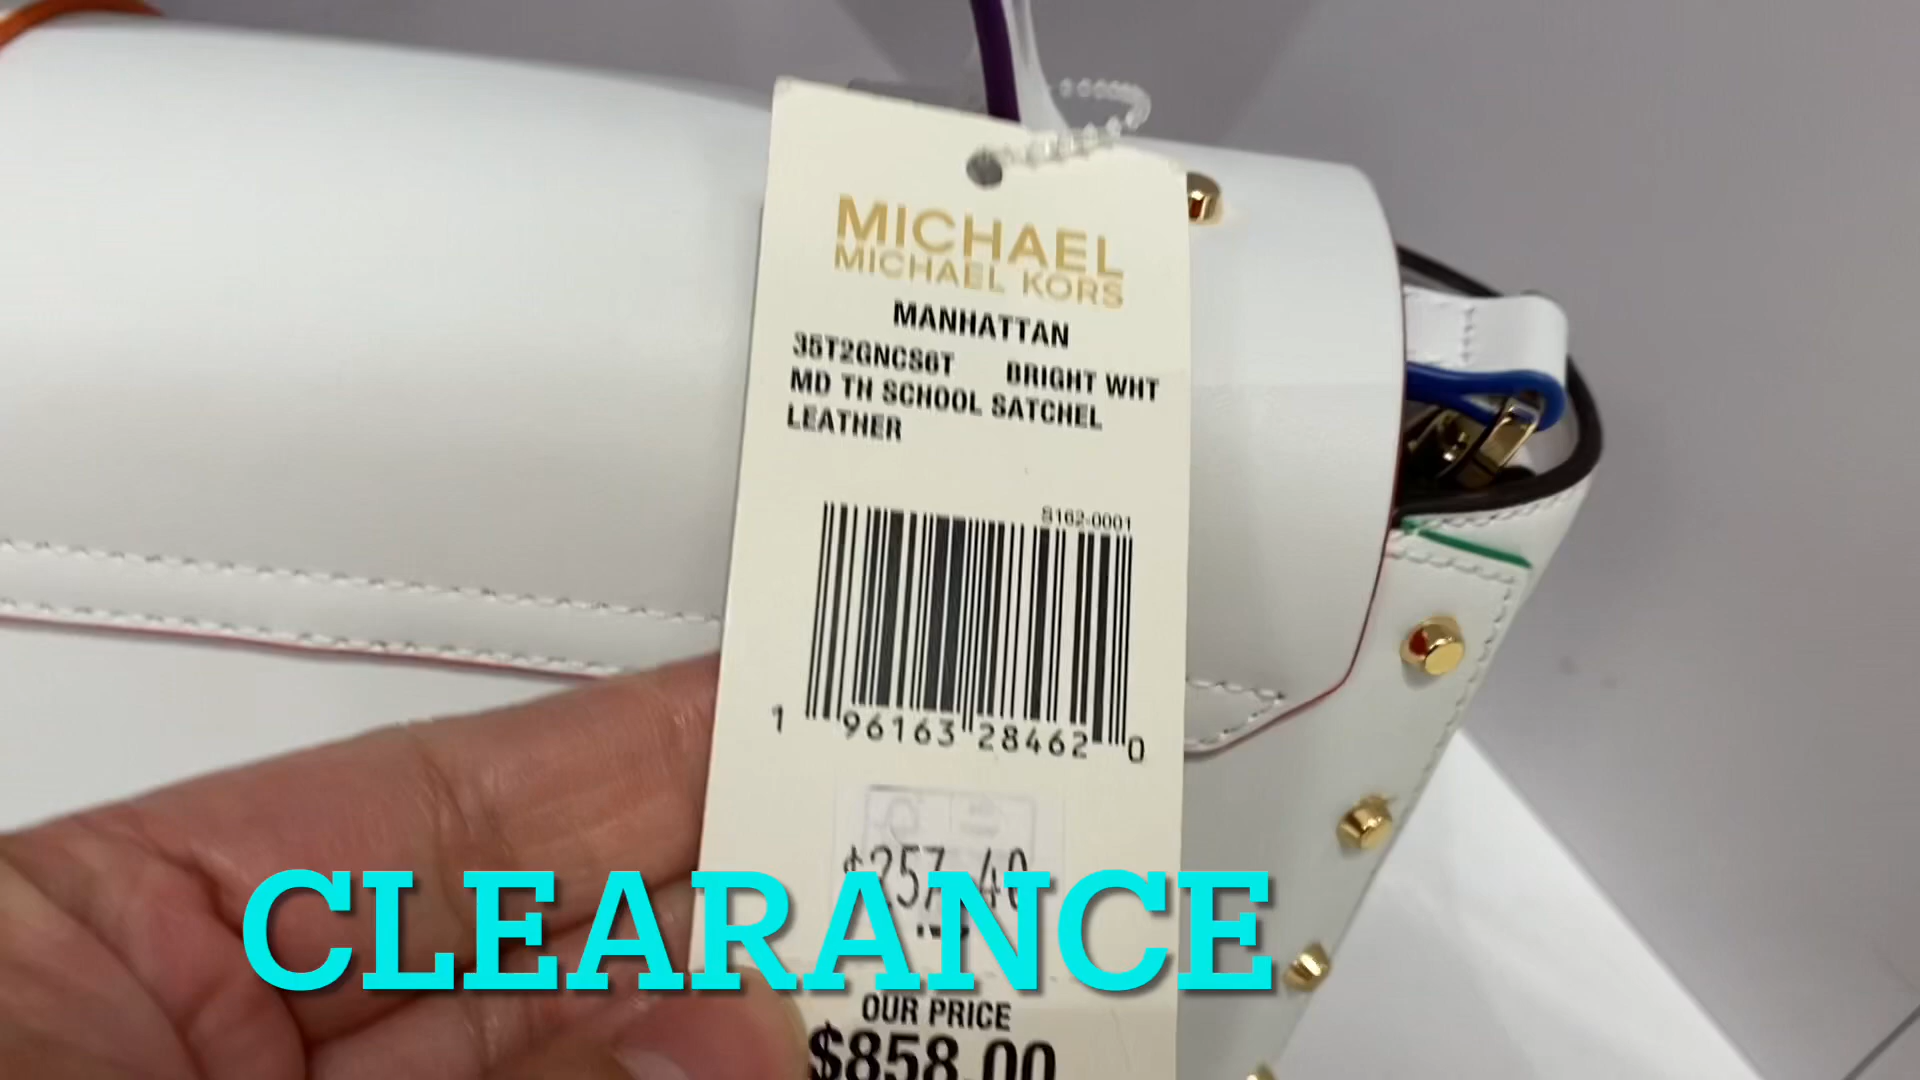 MICHAEL
MICHAEL KORS
MANHATTAN
35T2GNCS6T BRIGHT WHT
MD TH SCHOOL SATCHEL
LEATHER
S162-0001
1 96163 28462 0
$257.40
CLEARANCE
OUR PRICE
$858.00